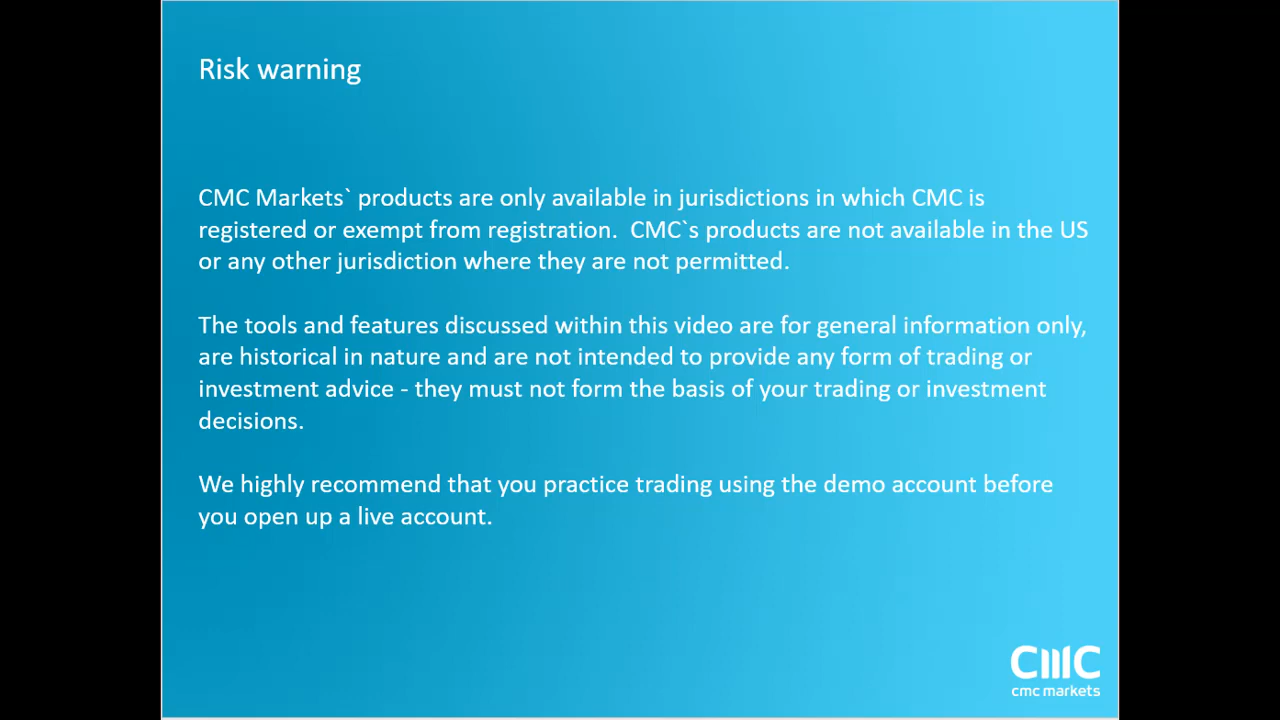 Risk warning
CMC Markets` products are only available in jurisdictions in which CMC is
registered or exempt from registration.  CMC`s products are not available in the US
or any other jurisdiction where they are not permitted.
The tools and features discussed within this video are for general information only,
are historical in nature and are not intended to provide any form of trading or
investment advice - they must not form the basis of your trading or investment
decisions.
We highly recommend that you practice trading using the demo account before
you open up a live account.
CMC
cmc markets